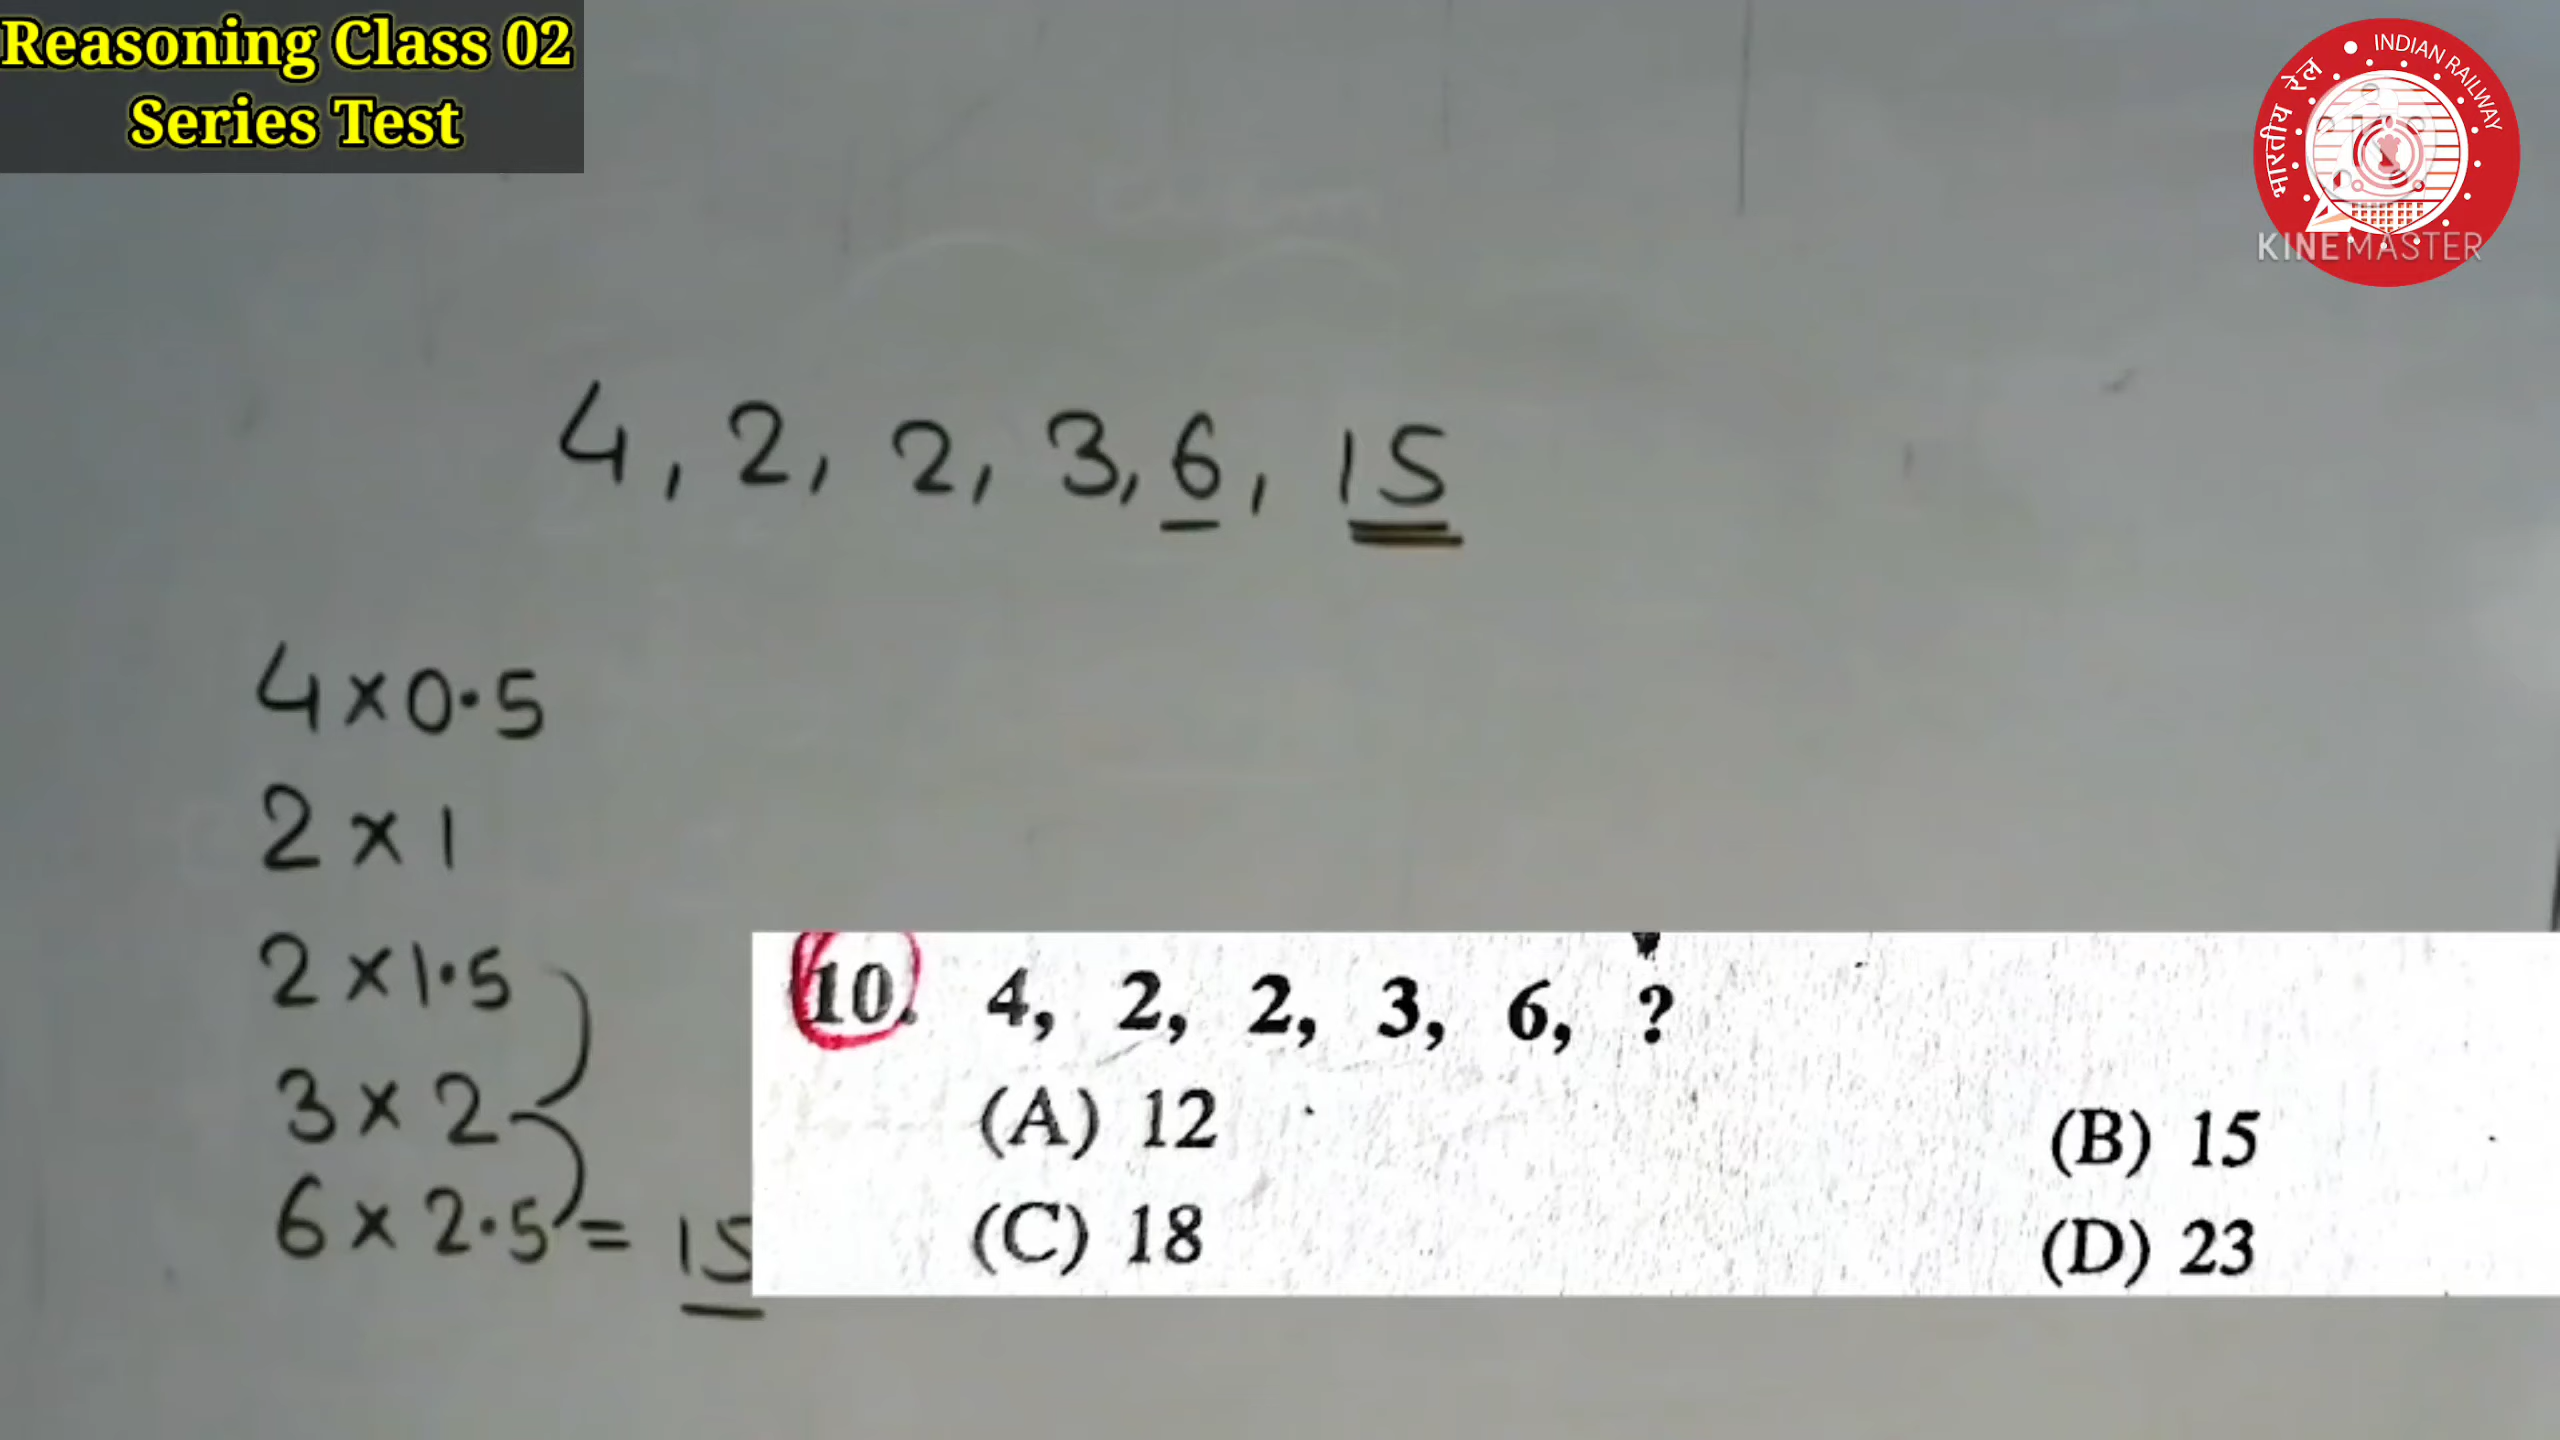 Reasoning Class 02
Series Test
भारतीय रेल
INDIAN RAILWAY
KINEMASTER
4, 2, 2, 3, 6, 15
4×0.5
2×1
2×1.5
3×2
6×2.5 = 15
10. 4, 2, 2, 3, 6, ?
(A) 12 (B) 15
(C) 18 (D) 23